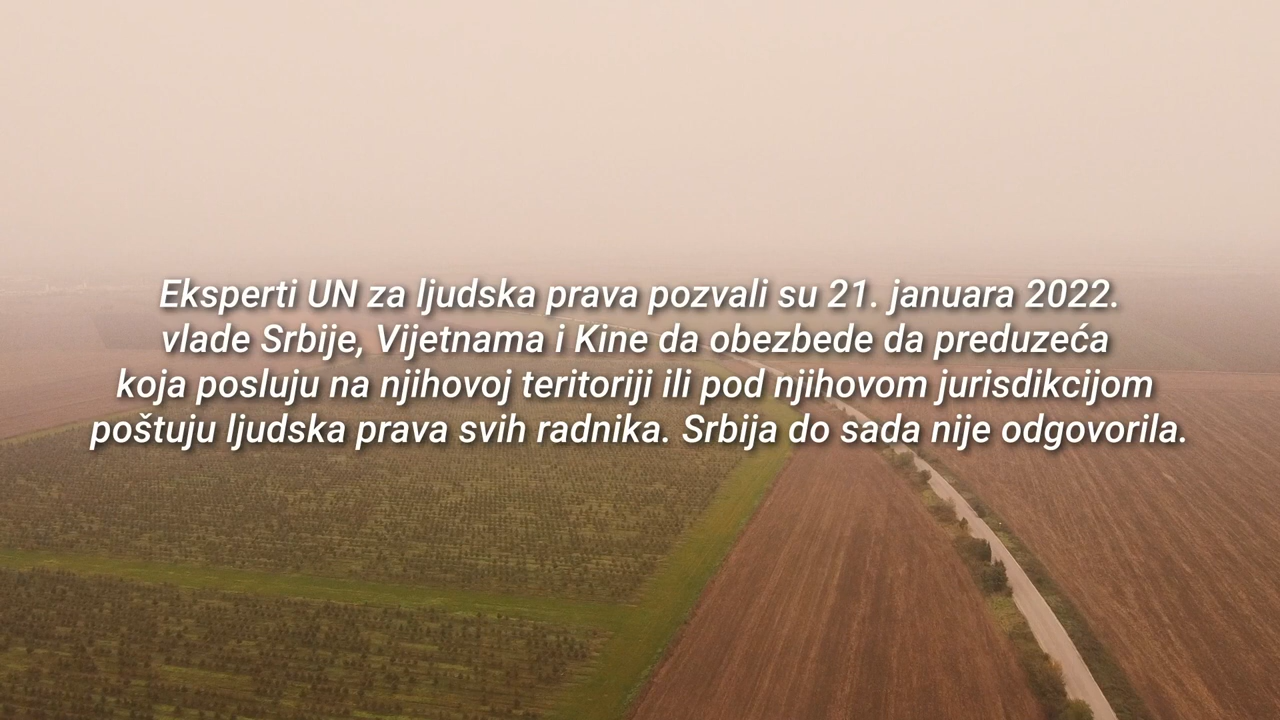 Eksperti UN za ljudska prava pozvali su 21. januara 2022.
vlade Srbije, Vijetnama i Kine da obezbede da preduzeća
koja posluju na njihovoj teritoriji ili pod njihovom jurisdikcijom
poštuju ljudska prava svih radnika. Srbija do sada nije odgovorila.